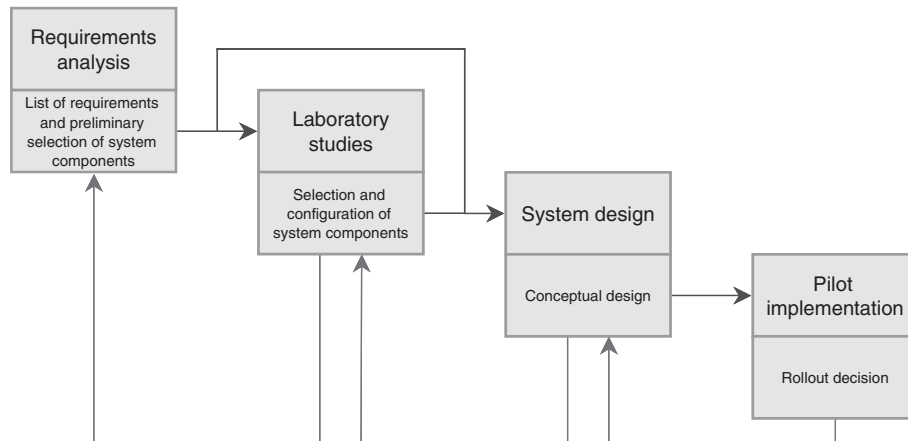 Requirements
analysis
List of requirements
and preliminary
selection of system
components
Laboratory
studies
Selection and
configuration of
system components
System design
Conceptual design
Pilot
implementation
Rollout decision